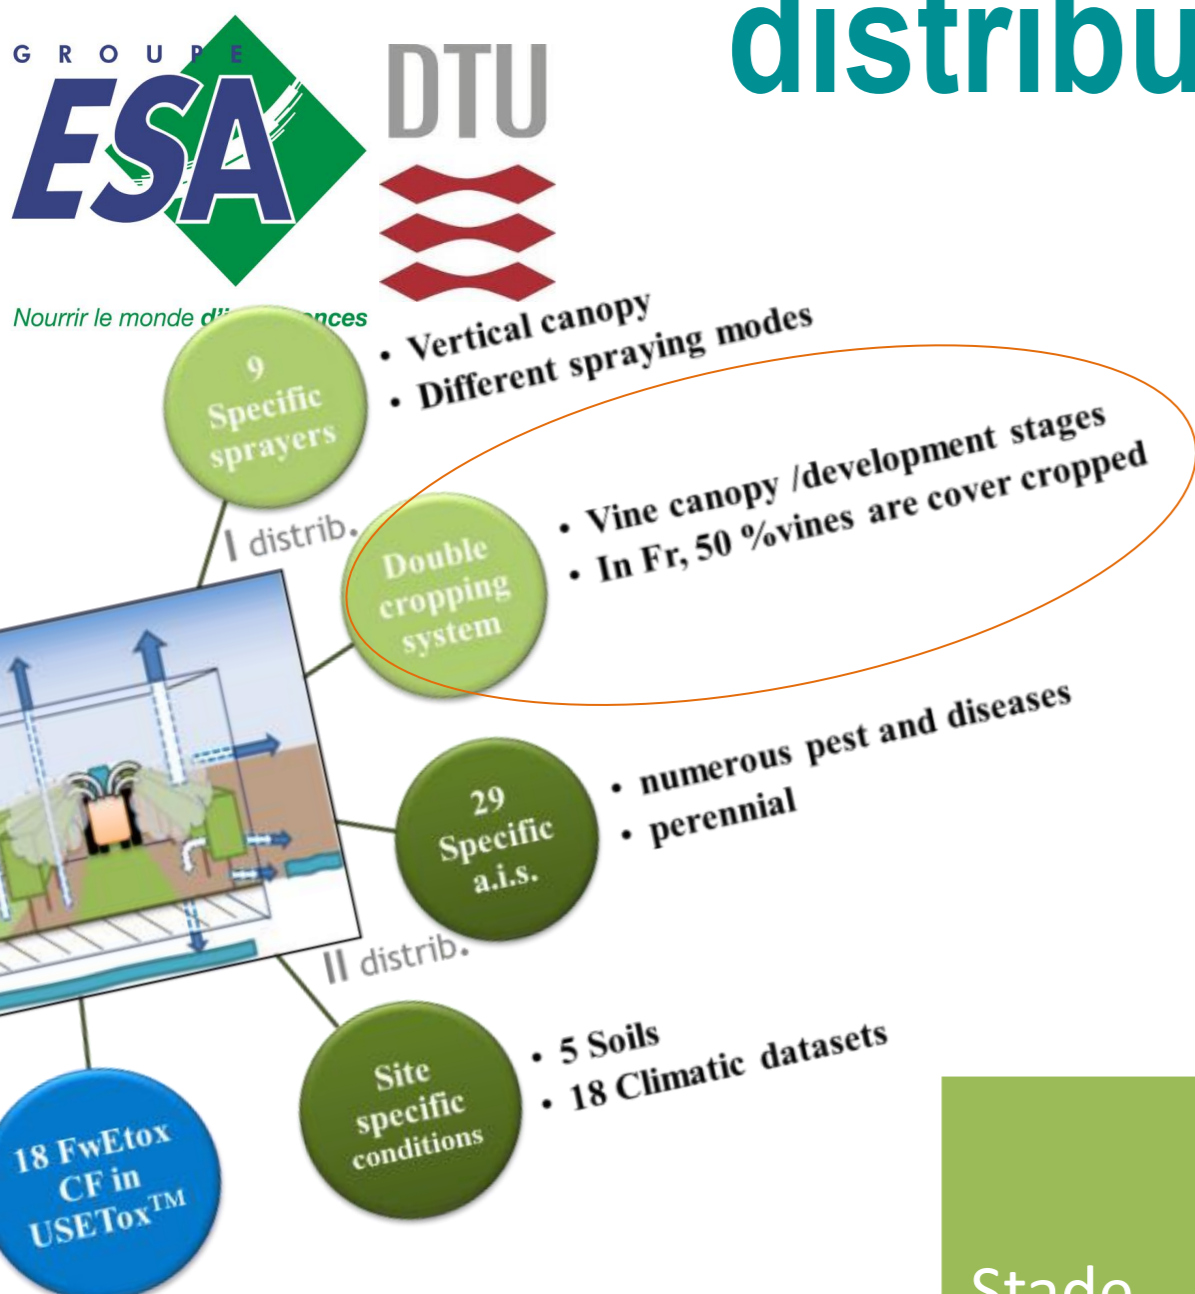 GROUPE
ESA
DTU
Nourrir le monde
• Vertical canopy
• Different spraying modes
9
Specific
sprayers
I distrib.
Double
cropping
system
• Vine canopy /development stages
• In Fr, 50 %vines are cover cropped
29
Specific
a.i.s.
• numerous pest and diseases
• perennial
II distrib.
Site
specific
conditions
• 5 Soils
• 18 Climatic datasets
18 FwEtox
CF in
USETox™
Stade